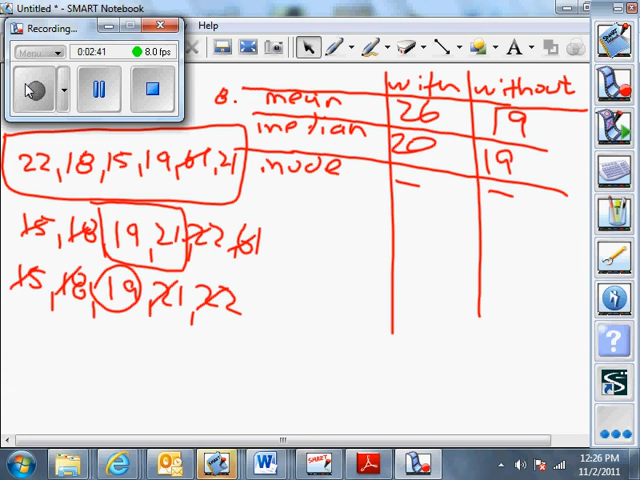 Untitled * - SMART Notebook
Recording...
Help
Menu
0:02:41
8.0 fps
8. mean
median
mode
with
without
26
19
20
19
—
—
22, 18, 15, 19, 61, 21
15, 18, 19, 21, 22, 61
15, 18, 19, 21, 22
12:26 PM
11/2/2011